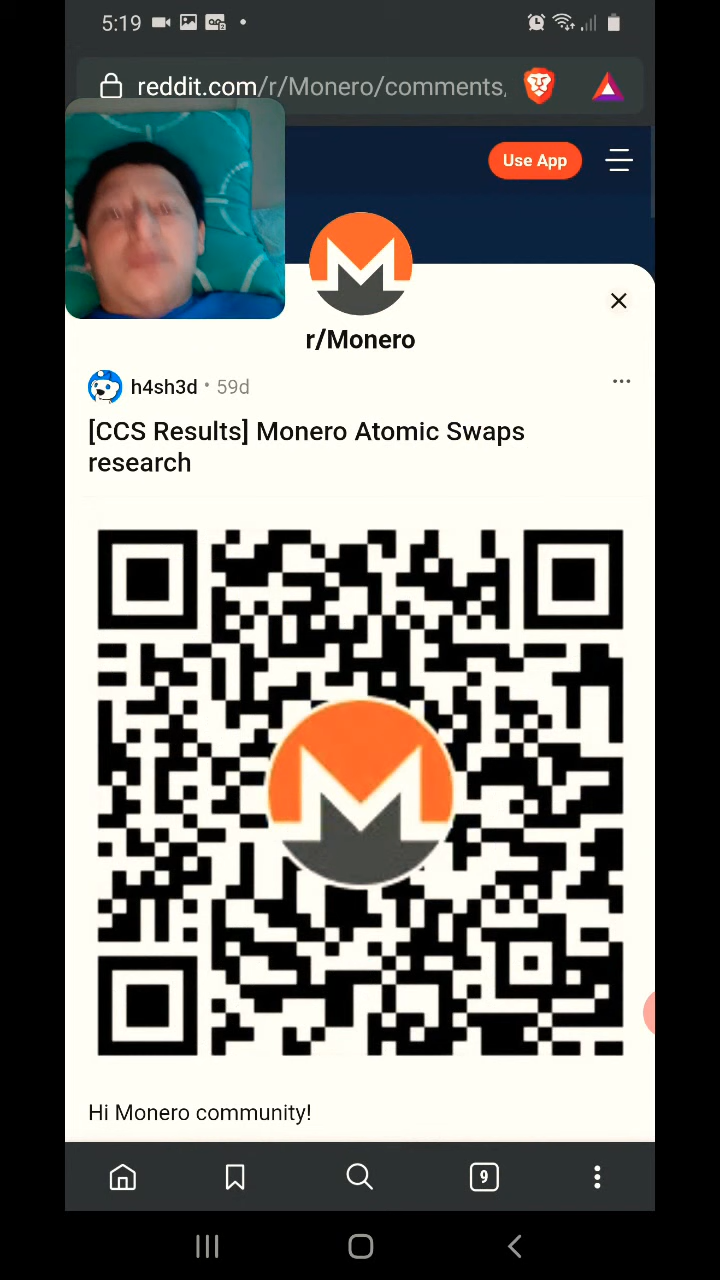 5:19
reddit.com/r/Monero/comments,
Use App
r/Monero
h4sh3d • 59d
[CCS Results] Monero Atomic Swaps
research
Hi Monero community!
9